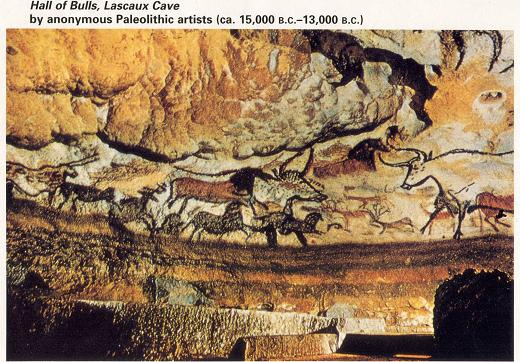 Hall of Bulls, Lascaux Cave
by anonymous Paleolithic artists (ca. 15,000 B.C.–13,000 B.C.)